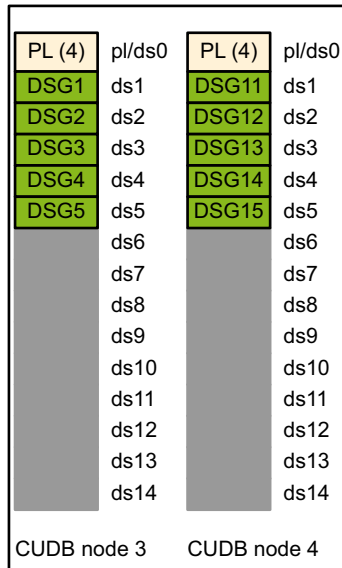 PL (4) pl/ds0 PL (4) pl/ds0
DSG1 ds1 DSG11 ds1
DSG2 ds2 DSG12 ds2
DSG3 ds3 DSG13 ds3
DSG4 ds4 DSG14 ds4
DSG5 ds5 DSG15 ds5
ds6 ds6
ds7 ds7
ds8 ds8
ds9 ds9
ds10 ds10
ds11 ds11
ds12 ds12
ds13 ds13
ds14 ds14
CUDB node 3 CUDB node 4